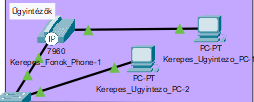 Ügyintézők
IP
7960
Kerepes_Fonok_Phone-1
PC-PT
Kerepes_Ugyintezo_PC-1
PC-PT
Kerepes_Ugyintezo_PC-2